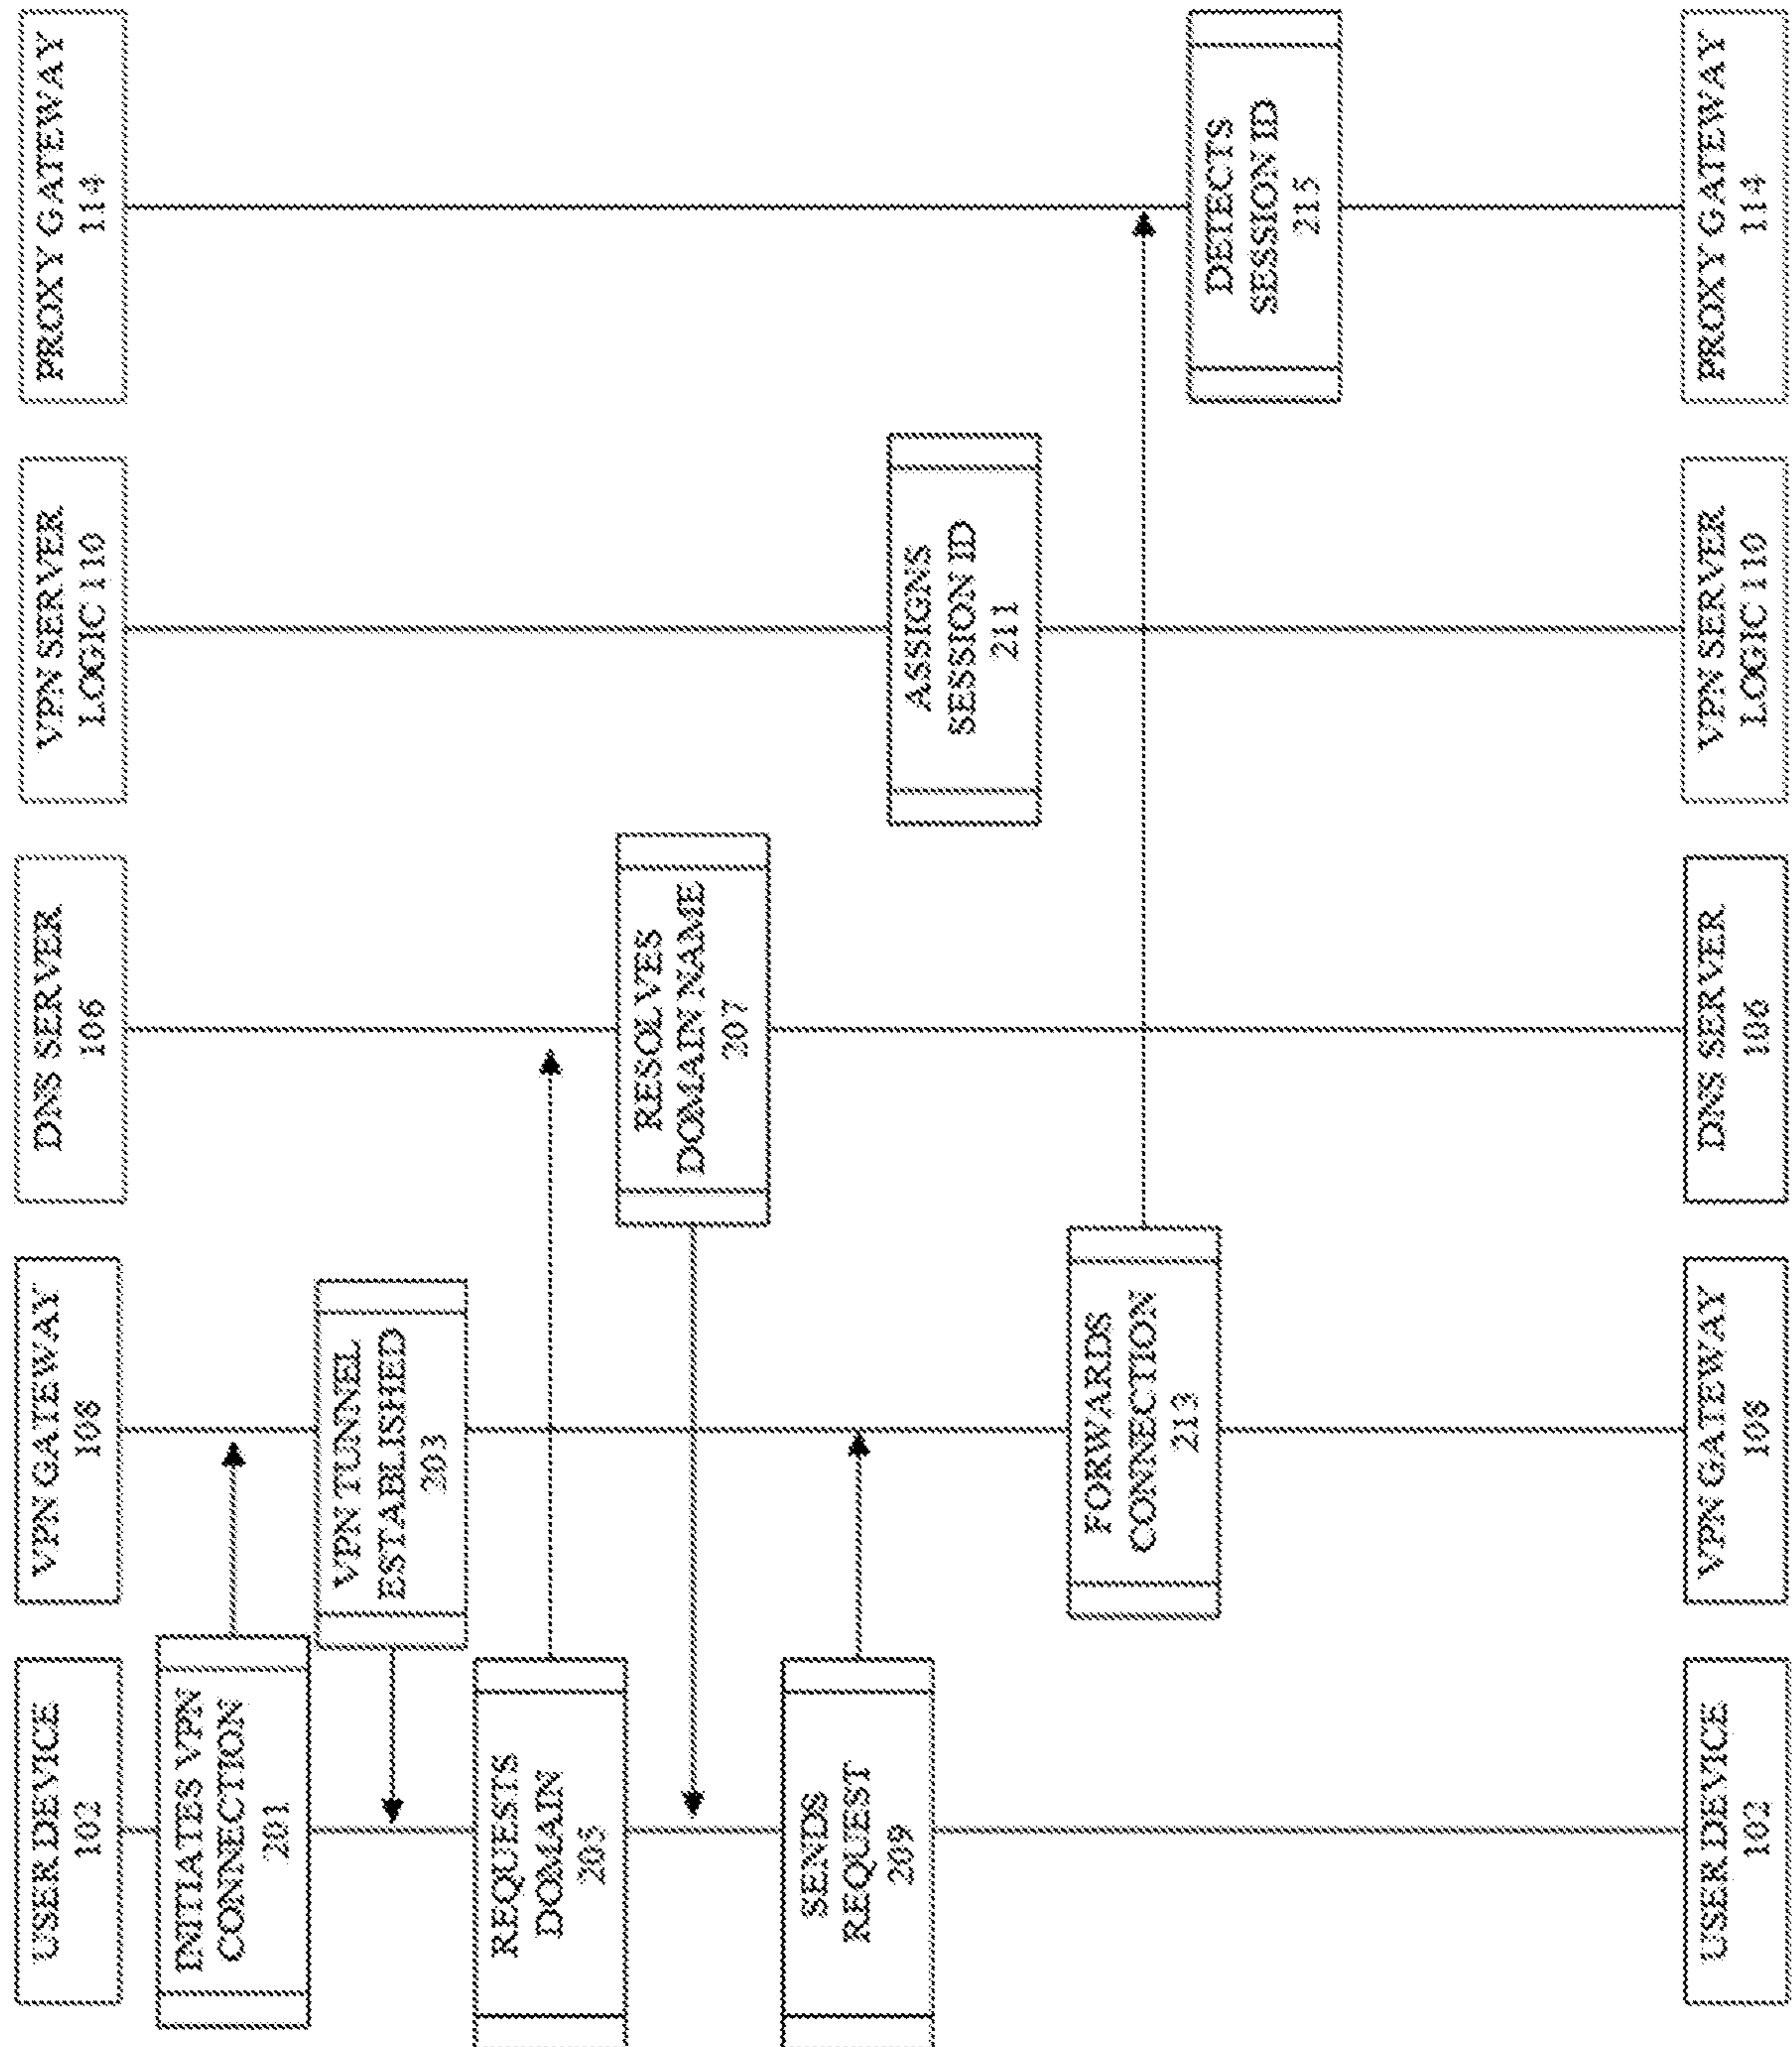 USER DEVICE
102
VPN GATEWAY
108
DNS SERVER
106
VPN SERVER
LOGIC 110
PROXY GATEWAY
114
INITIATES VPN
CONNECTION
201
VPN TUNNEL
ESTABLISHED
203
REQUESTS
DOMAIN
205
RESOLVES
DOMAIN NAME
207
SENDS
REQUEST
209
ASSIGNS
SESSION ID
211
FORWARDS
CONNECTION
213
DETECTS
SESSION ID
215
USER DEVICE
102
VPN GATEWAY
108
DNS SERVER
106
VPN SERVER
LOGIC 110
PROXY GATEWAY
114